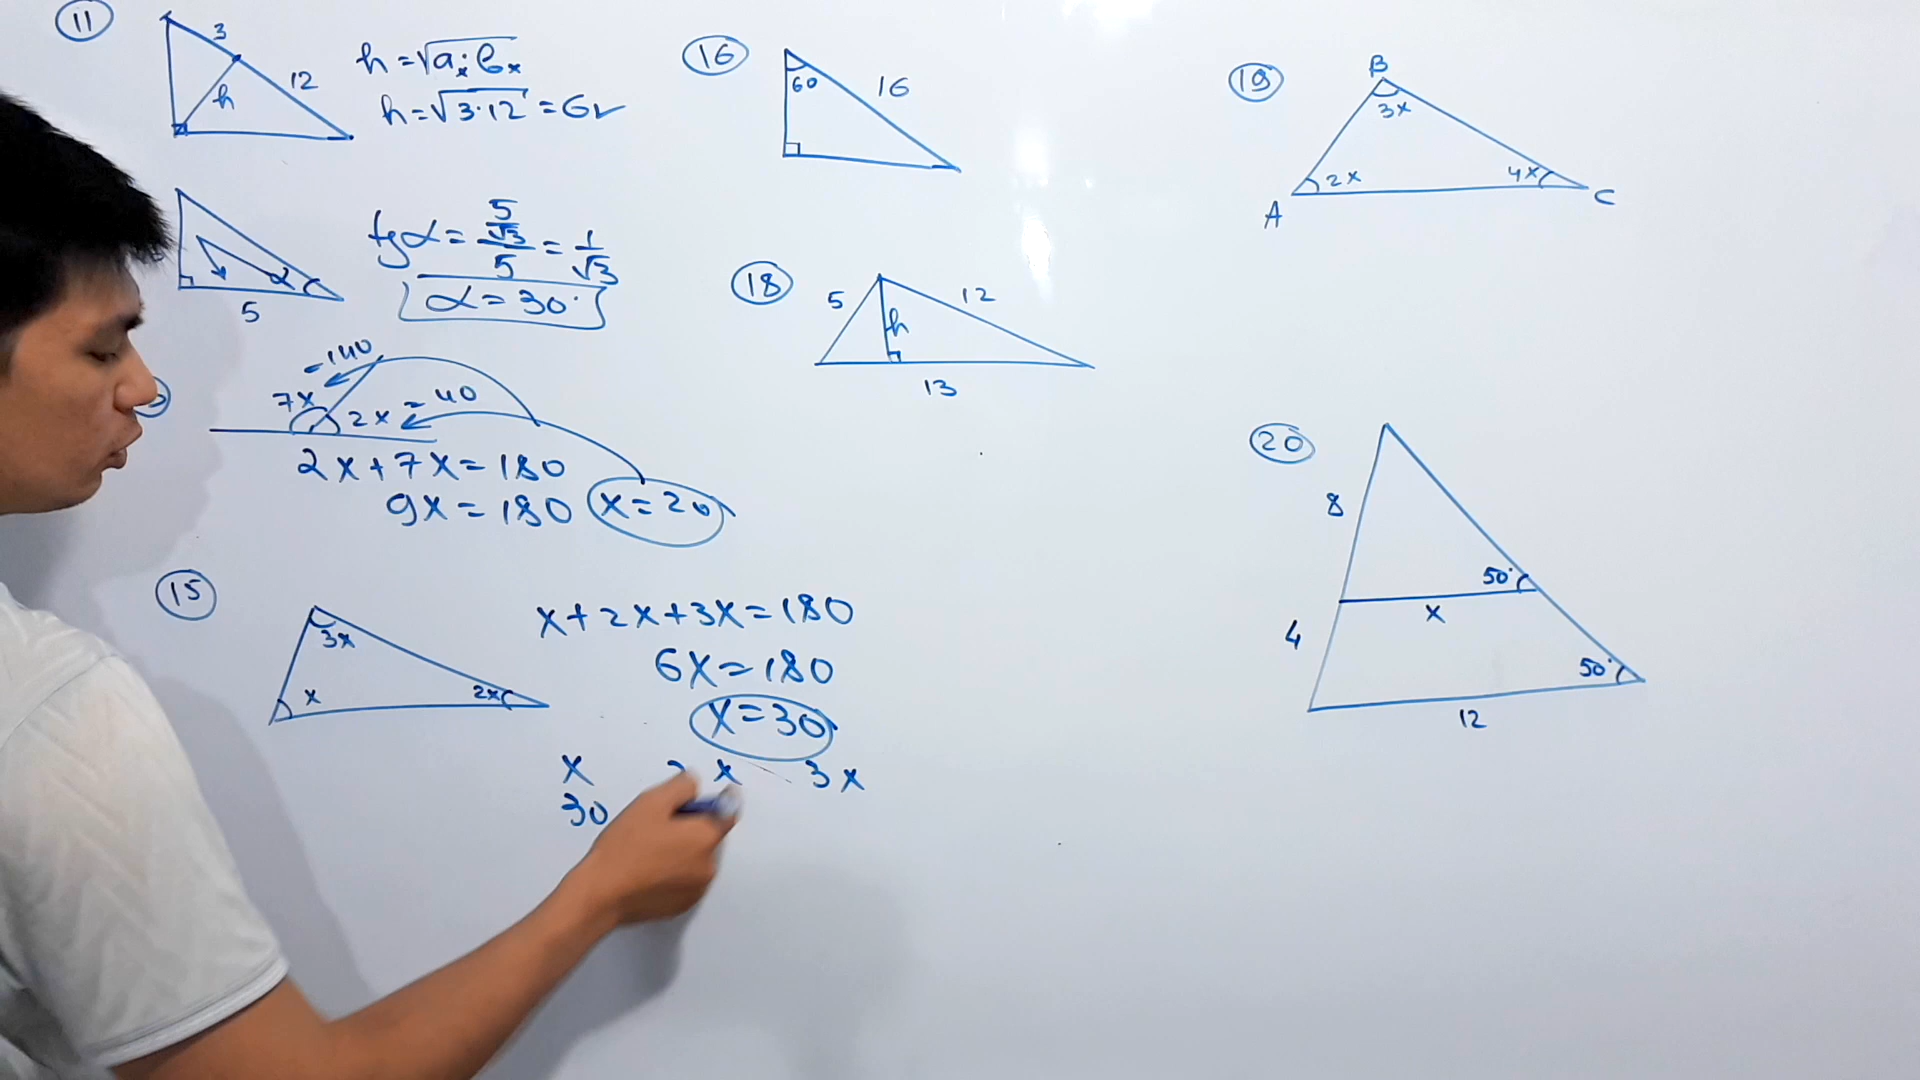 11
3
12
h
h = √aₓ·bₓ
h = √3·12 = 6
tgα = 5/√3 / 5 = 1/√3
α = 30°
α
5
7x = 140
2x = 40
2x + 7x = 180
9x = 180 x = 20
15
3x
x
2x
x + 2x + 3x = 180
6x = 180
x = 30
x 2x 3x
30
16
60
16
18
5
12
h
13
19
B
3x
2x
4x
A
C
20
8
50°
x
4
50°
12